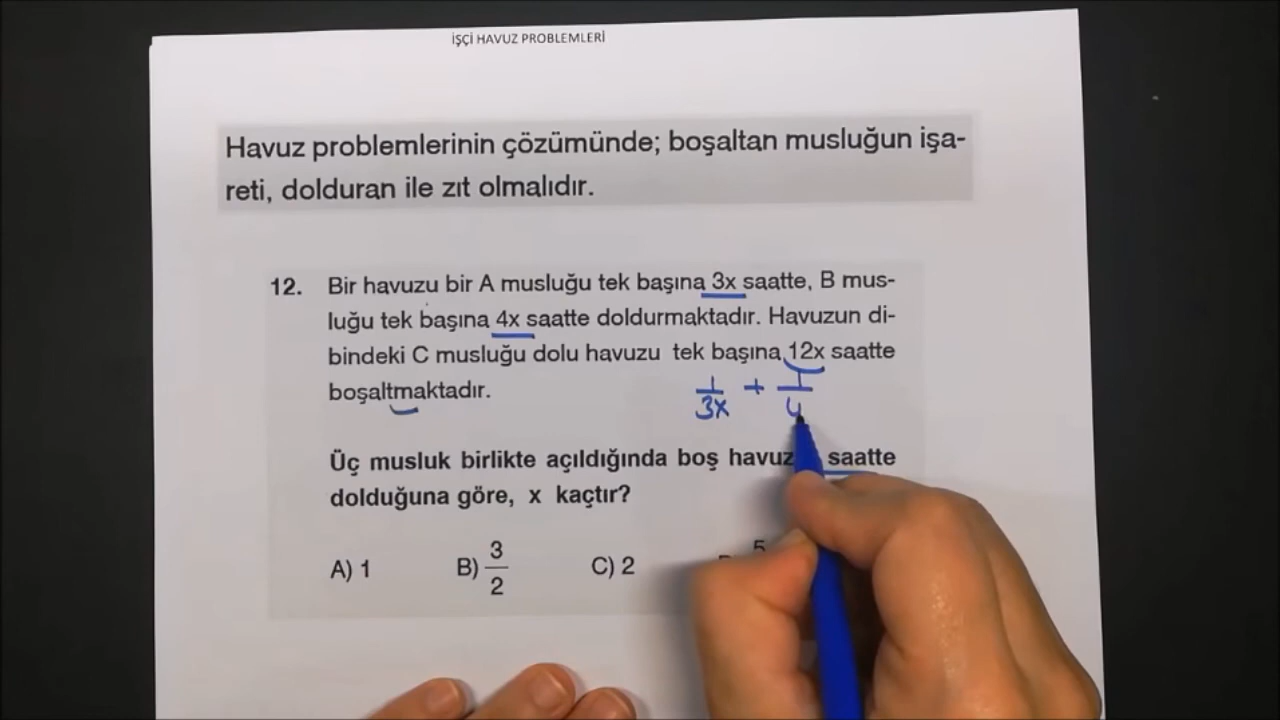 İŞÇİ HAVUZ PROBLEMLERİ
Havuz problemlerinin çözümünde; boşaltan musluğun işa-
reti, dolduran ile zıt olmalıdır.
12. Bir havuzu bir A musluğu tek başına 3x saatte, B mus-
luğu tek başına 4x saatte doldurmaktadır. Havuzun di-
bindeki C musluğu dolu havuzu tek başına 12x saatte
boşaltmaktadır.
1/3x + 1/4
Üç musluk birlikte açıldığında boş saatte
dolduğuna göre, x kaçtır?
A) 1 B) 3/2 C) 2 5